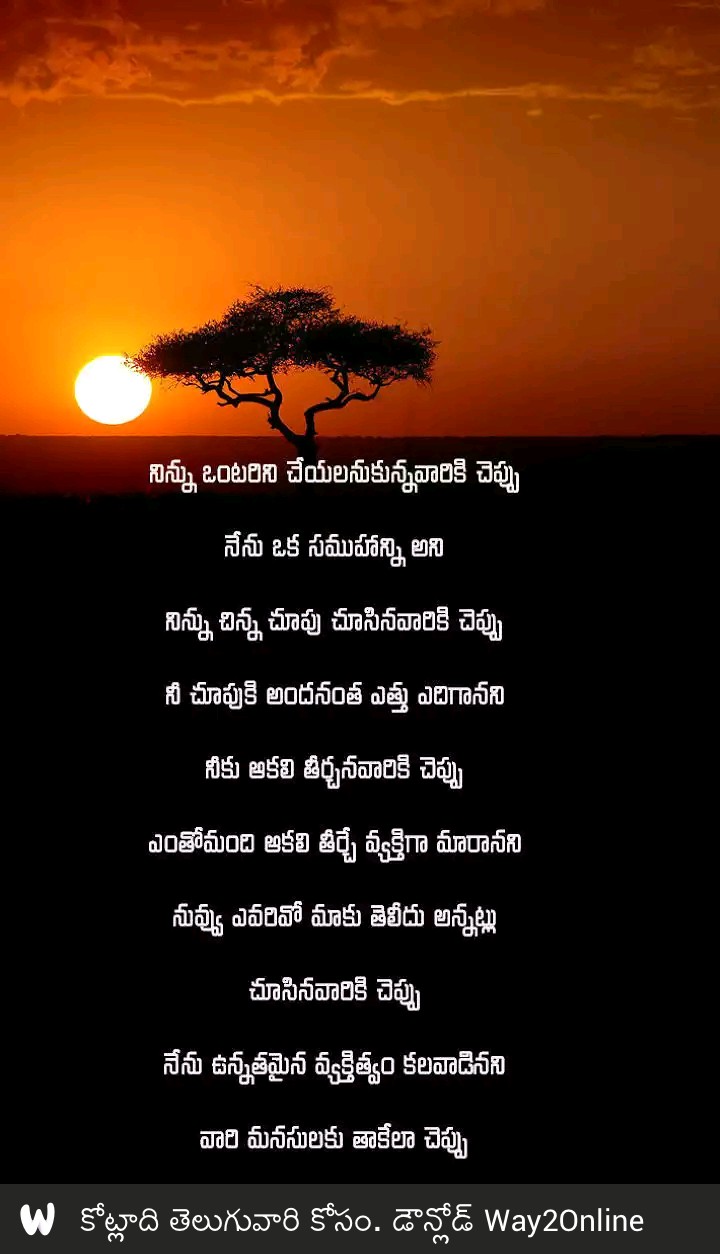 నిన్ను ఒంటరిని చేయలనుకున్నవారికి చెప్పు
నేను ఒక సముహాన్ని అని
నిన్ను చిన్న చూపు చూసినవారికి చెప్పు
నీ చూపుకి అందనంత ఎత్తు ఎదిగానని
నీకు ఆకలి తీర్చనవారికి చెప్పు
ఎంతోమంది ఆకలి తీర్చే వ్యక్తిగా మారానని
నువ్వు ఎవరివో మాకు తెలీదు అన్నట్లు
చూసినవారికి చెప్పు
నేను ఉన్నతమైన వ్యక్తిత్వం కలవాడినని
వారి మనసులకు తాకేలా చెప్పు
W కోట్లాది తెలుగువారి కోసం. డౌన్లోడ్ Way2Online